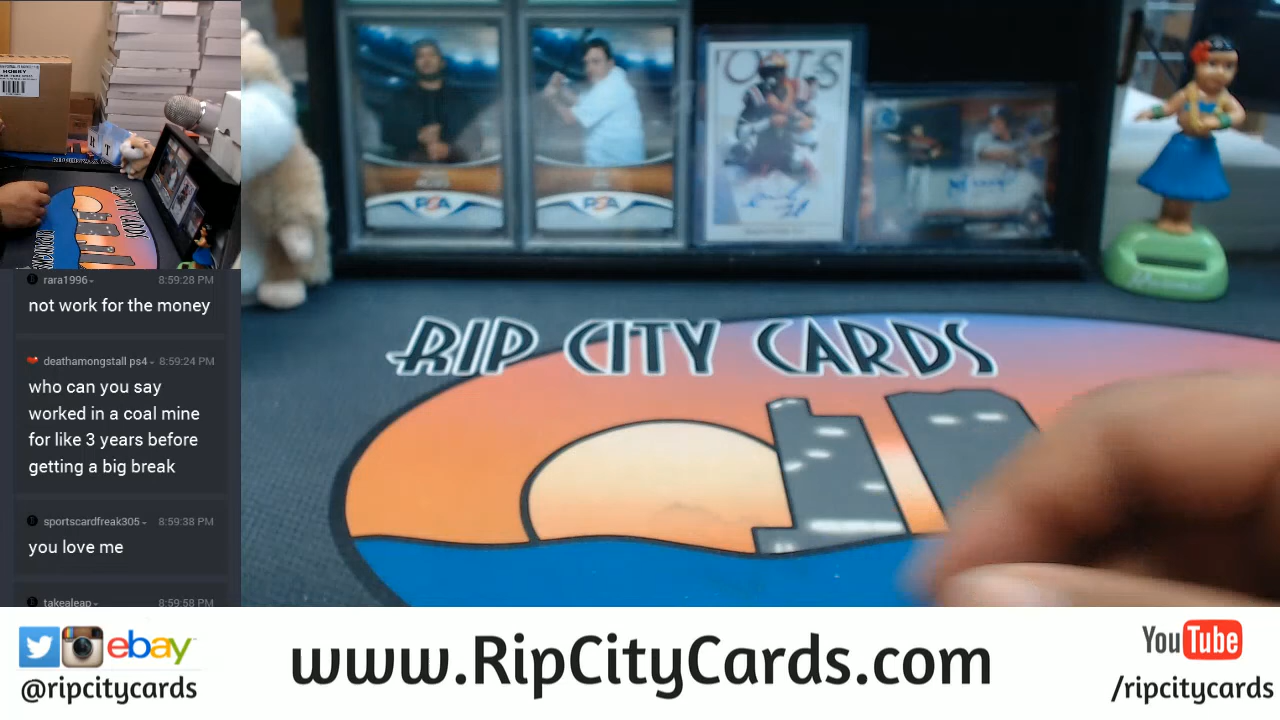 HOBBY
rara1996
8:59:28 PM
not work for the money
deathamongstall ps4
8:59:24 PM
who can you say
worked in a coal mine
for like 3 years before
getting a big break
sportscardfreak305
8:59:38 PM
you love me
takealeap
8:59:58 PM
PSA
PSA
RIP CITY CARDS
ebay
@ripcitycards
www.RipCityCards.com
YouTube
/ripcitycards